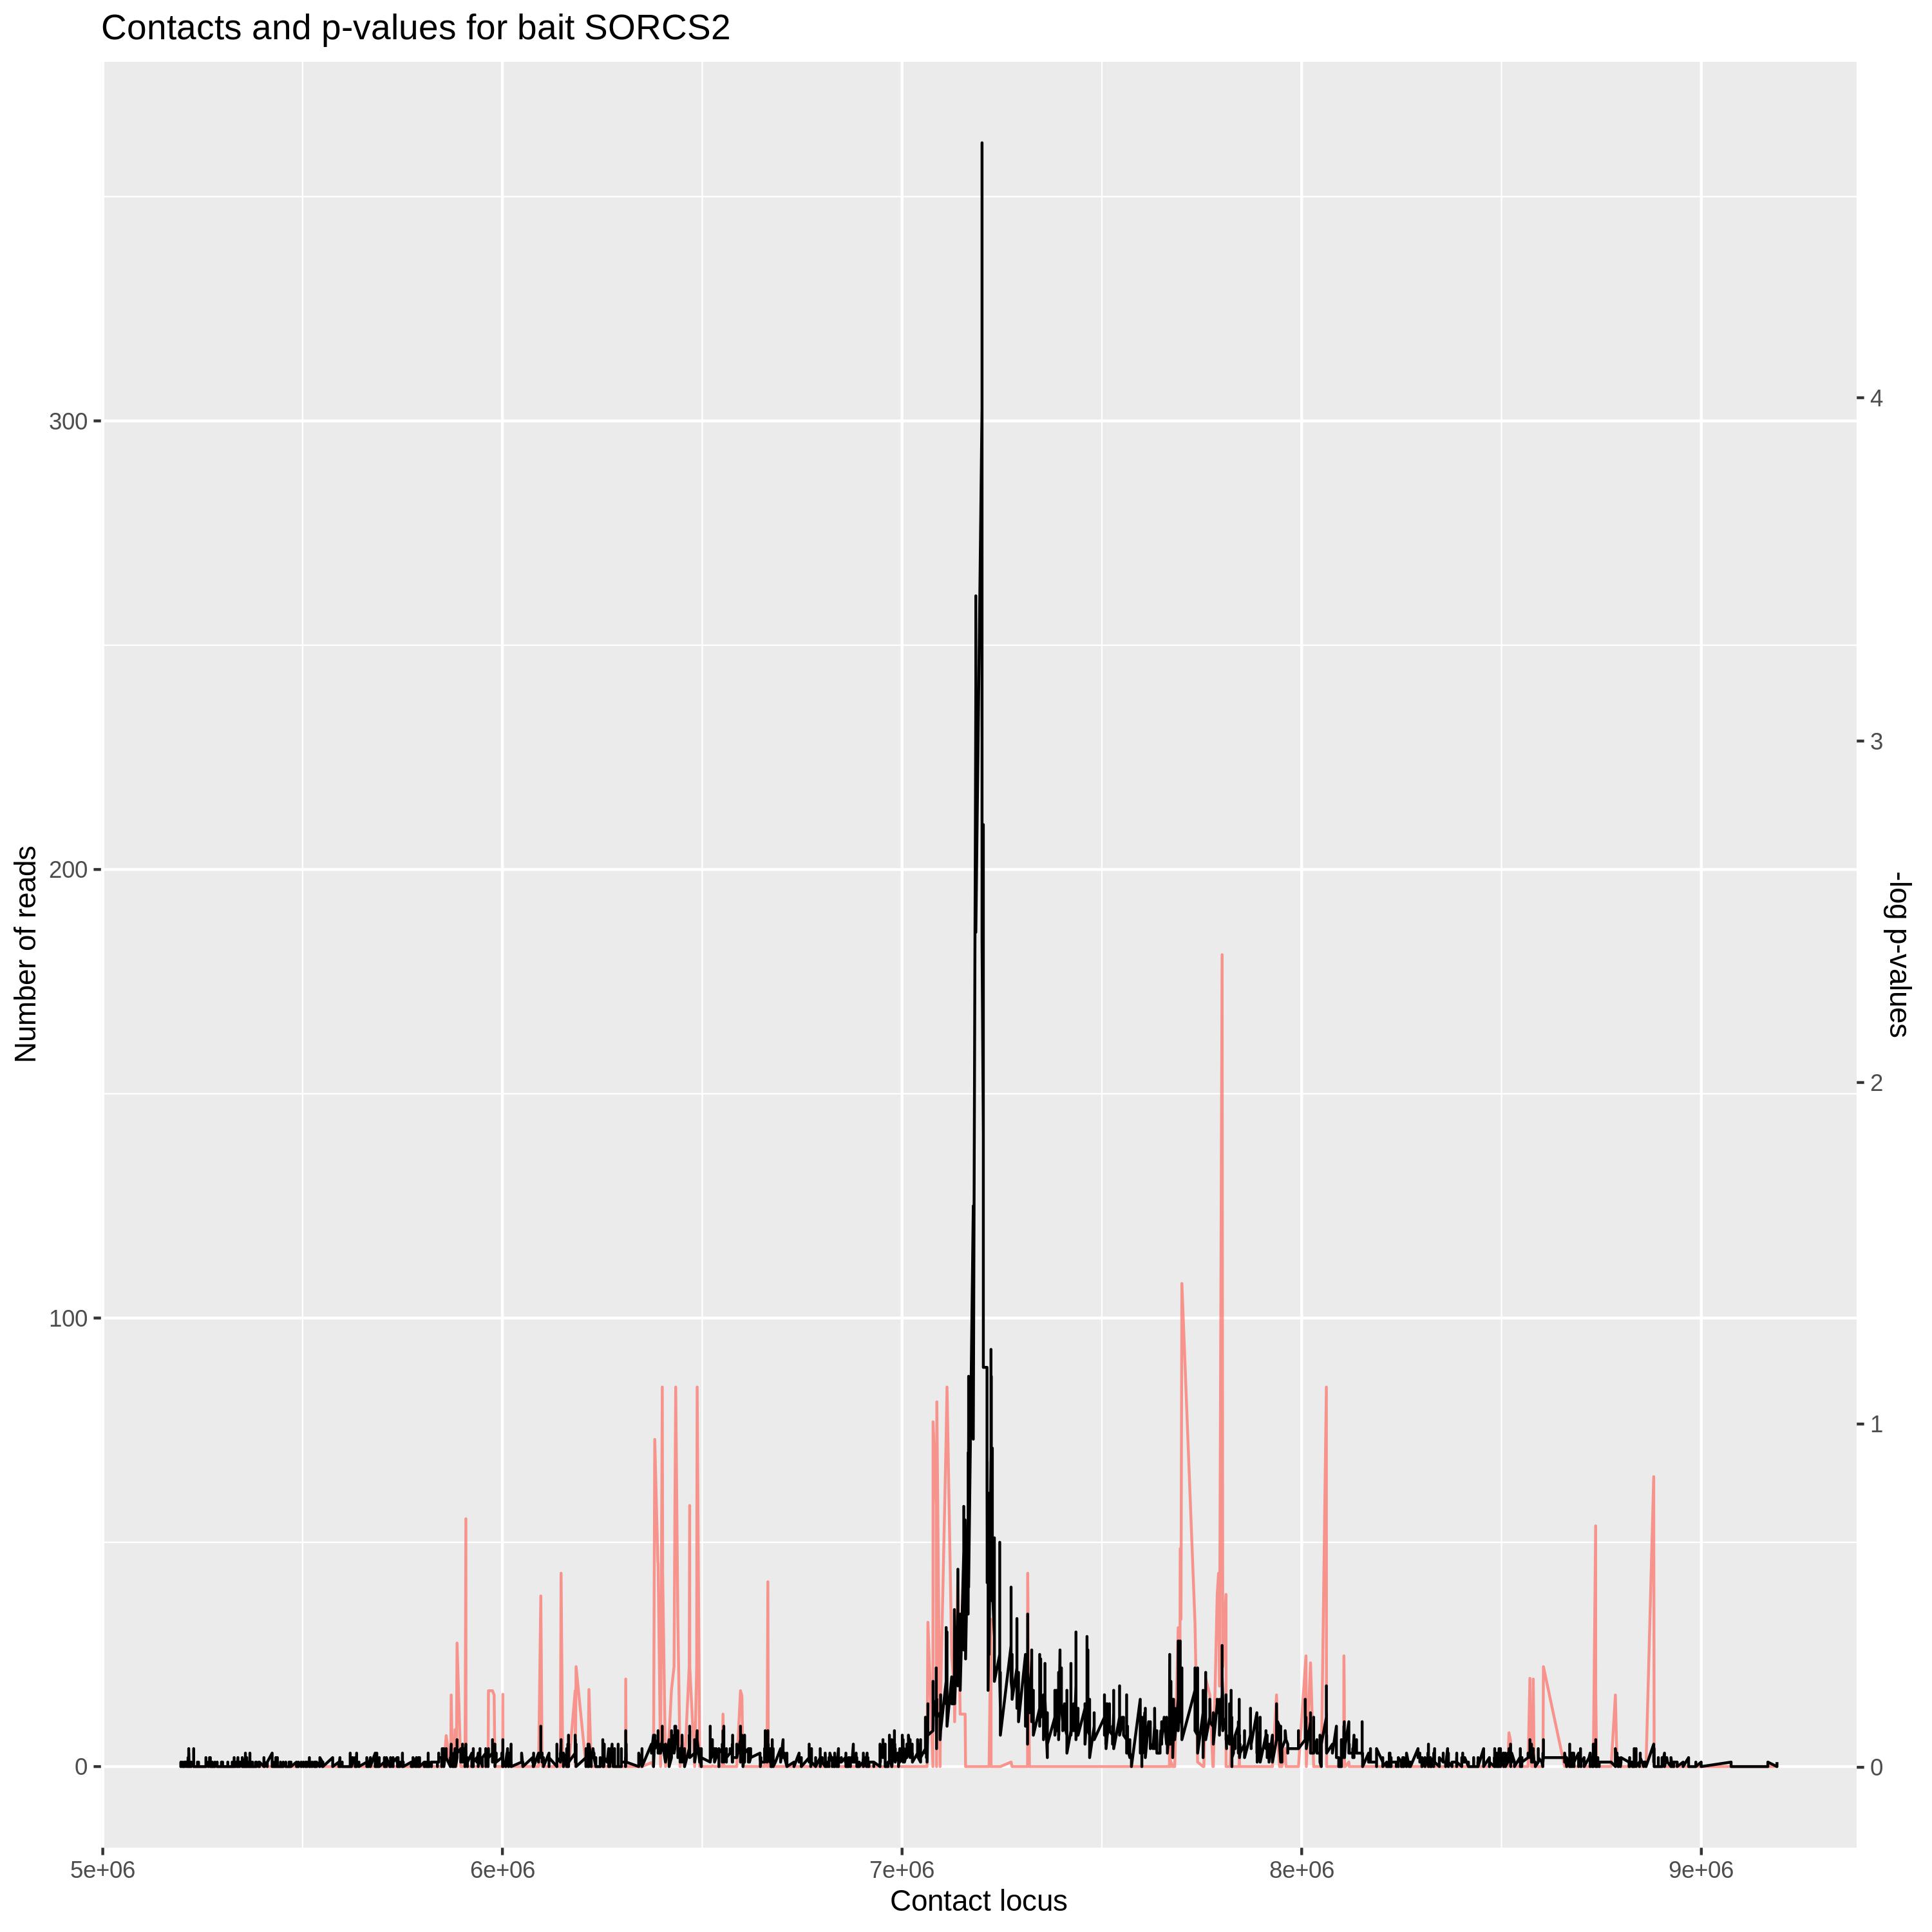 Contacts and p-values for bait SORCS2
300
200
100
0
Number of reads
4
3
2
1
0
-log p-values
5e+06
6e+06
7e+06
8e+06
9e+06
Contact locus